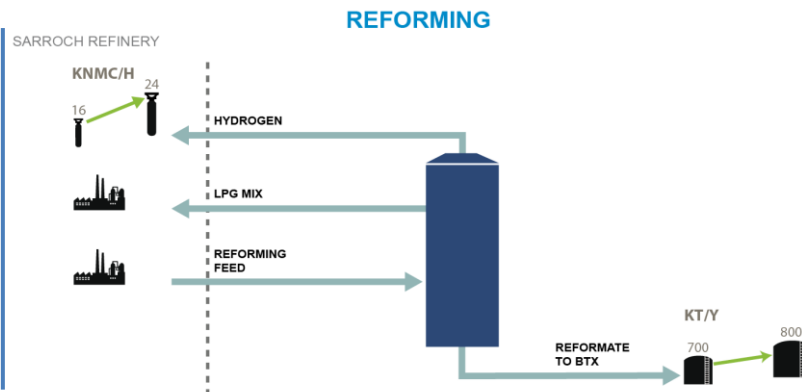 REFORMING
SARROCH REFINERY
KNMC/H
24
16
HYDROGEN
LPG MIX
REFORMING
FEED
KT/Y
800
700
REFORMATE
TO BTX